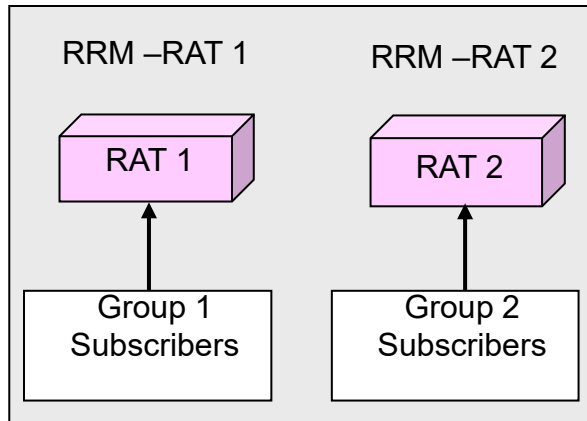 RRM –RAT 1
RRM –RAT 2
RAT 1
RAT 2
Group 1
Subscribers
Group 2
Subscribers